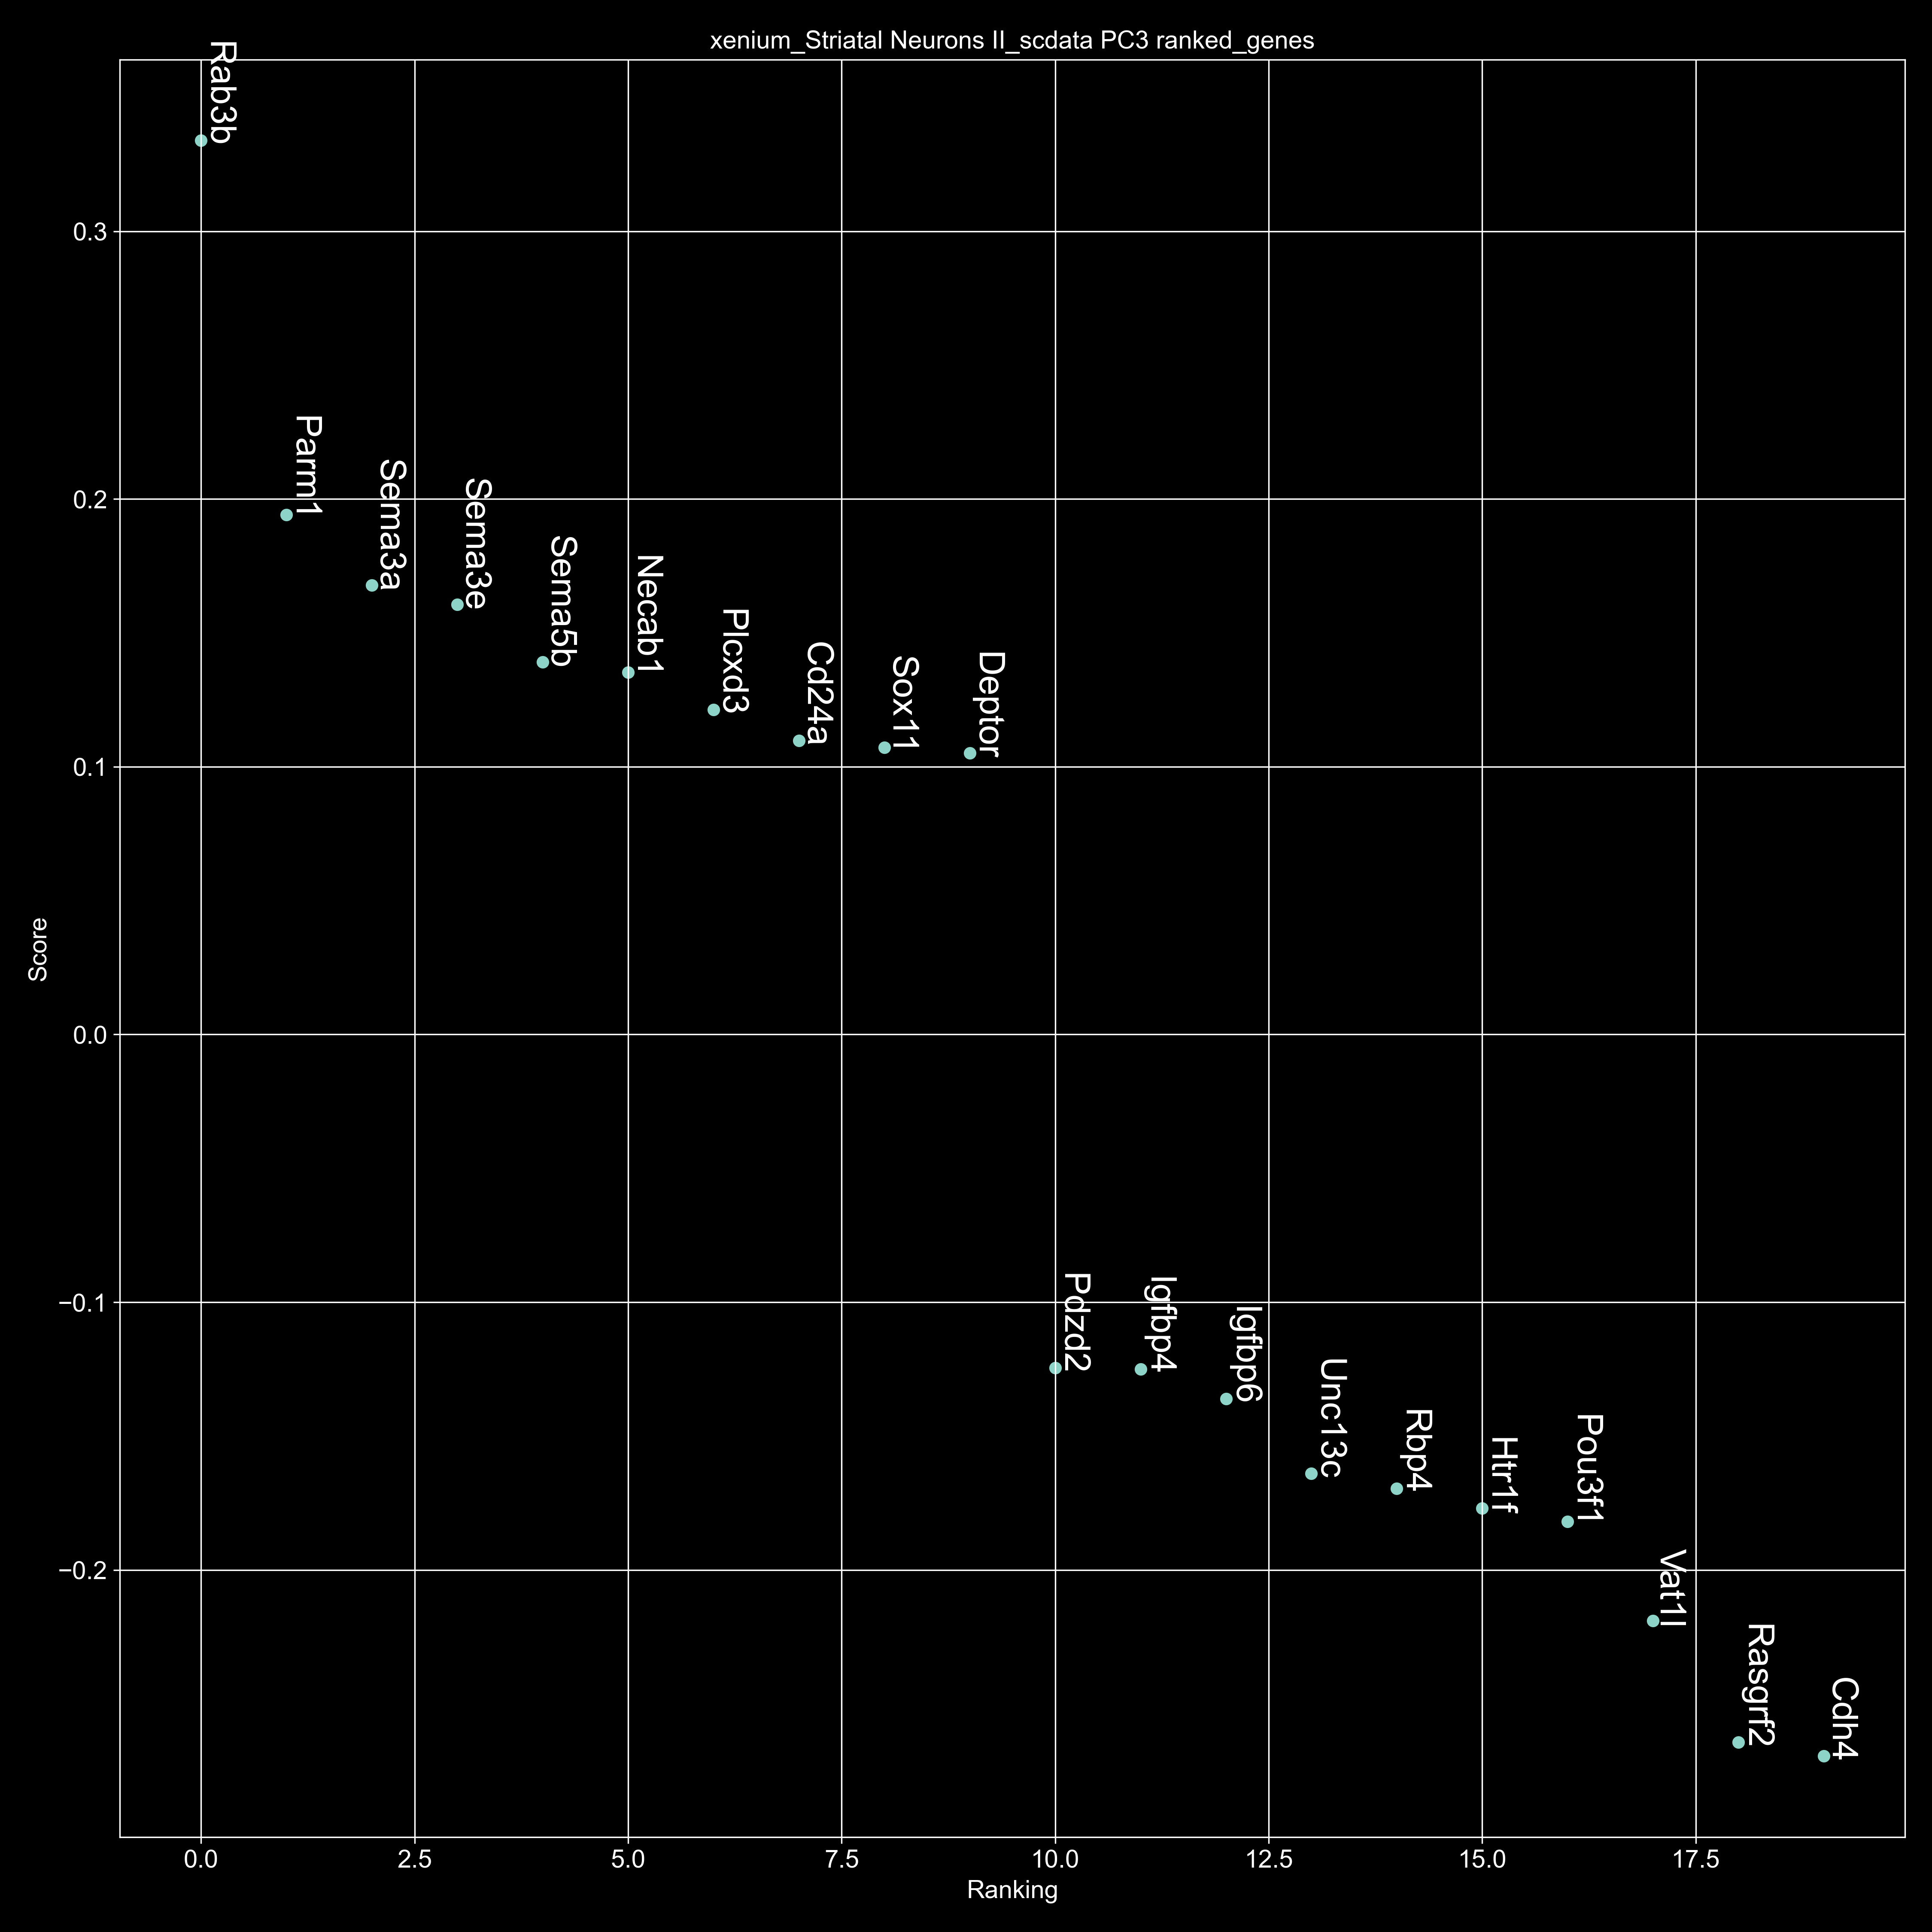 xenium_Striatal Neurons II_scdata PC3 ranked_genes
Rab3b
Parm1
Sema3a
Sema3e
Sema5b
Necab1
Plcxd3
Cd24a
Sox11
Deptor
Pdzd2
Igfbp4
Igfbp6
Unc13c
Rbp4
Htr1f
Pou3f1
Vat1l
Rasgrf2
Cdh4
Score
0.3
0.2
0.1
0.0
−0.1
−0.2
0.0 2.5 5.0 7.5 10.0 12.5 15.0 17.5
Ranking